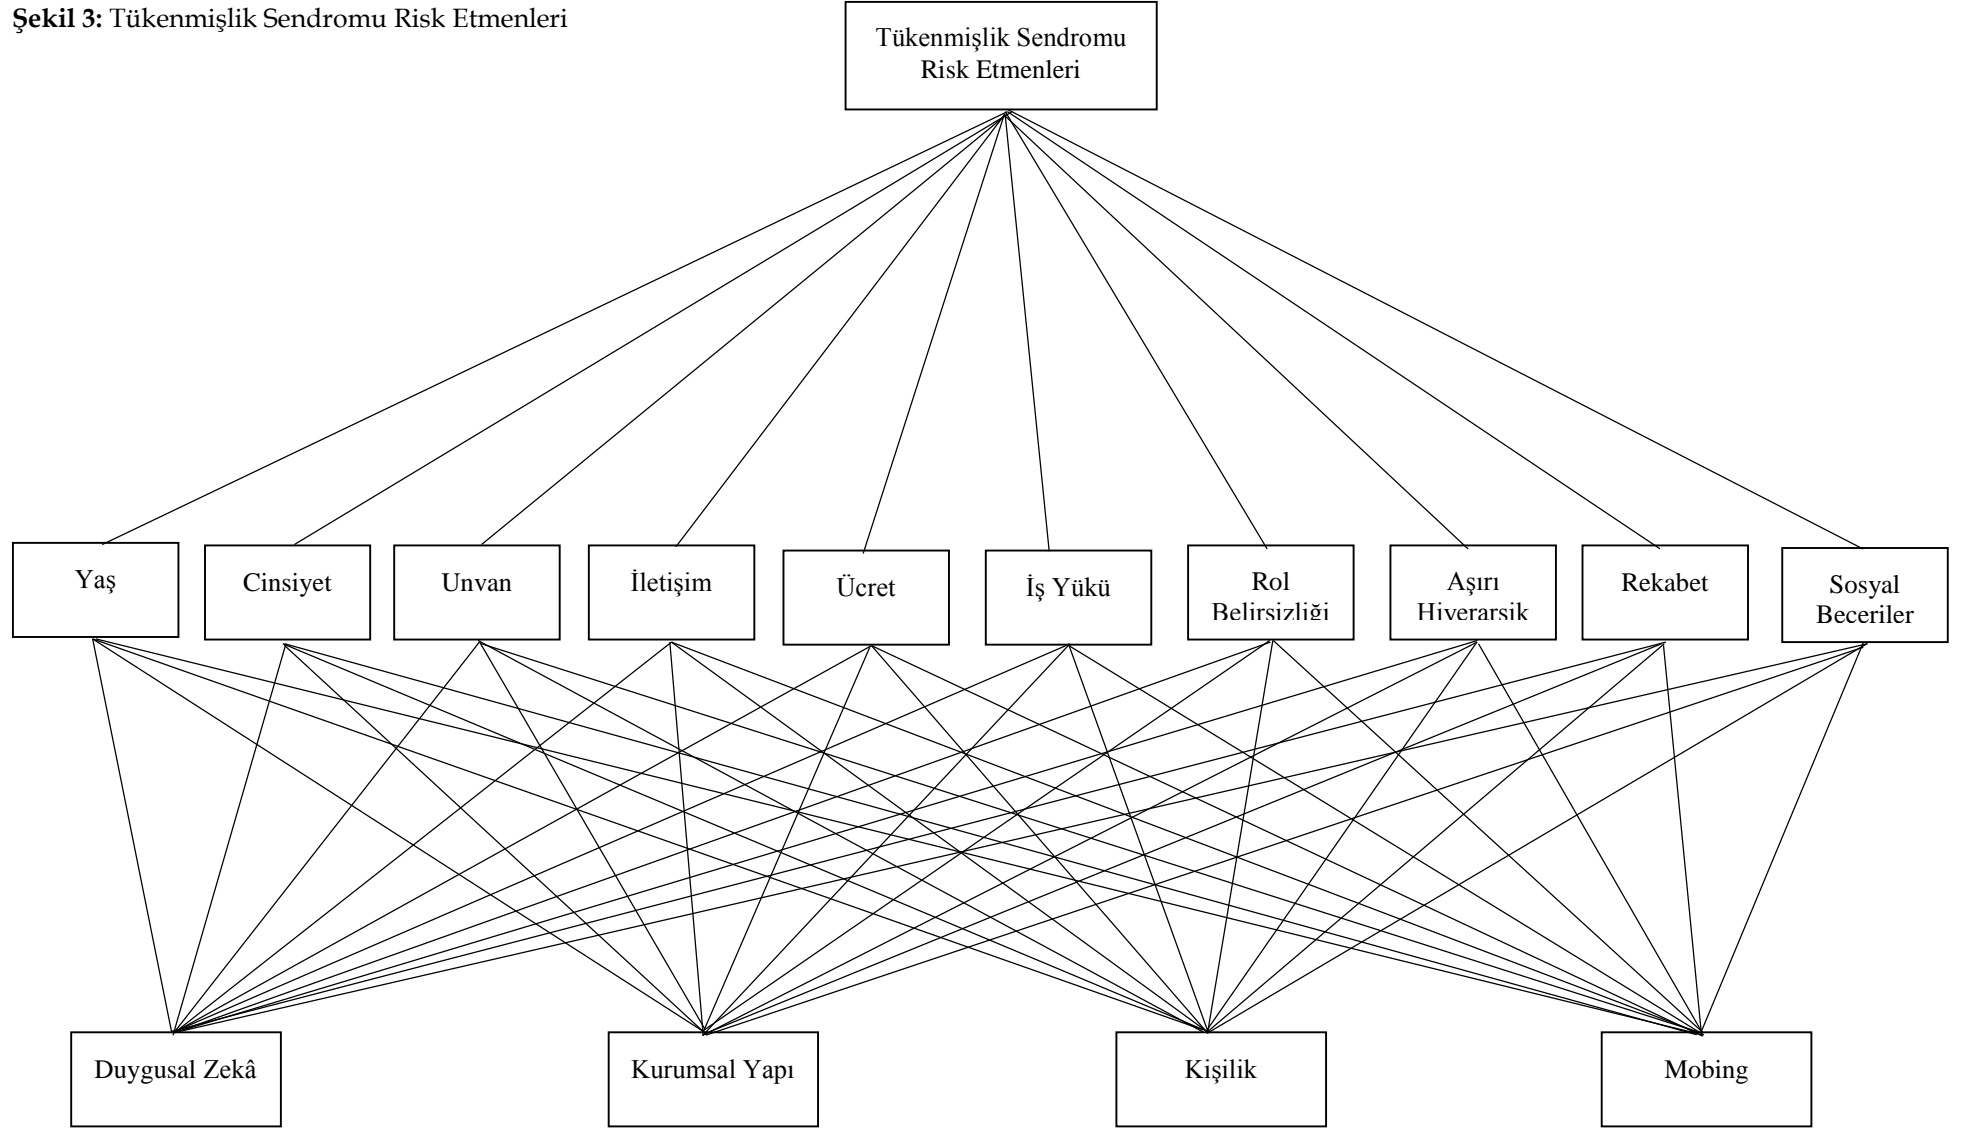 Şekil 3: Tükenmişlik Sendromu Risk Etmenleri
Tükenmişlik Sendromu
Risk Etmenleri
Yaş
Cinsiyet
Unvan
İletişim
Ücret
İş Yükü
Rol
Belirsizliği
Aşırı
Hiyerarşik
Rekabet
Sosyal
Beceriler
Duygusal Zekâ
Kurumsal Yapı
Kişilik
Mobing